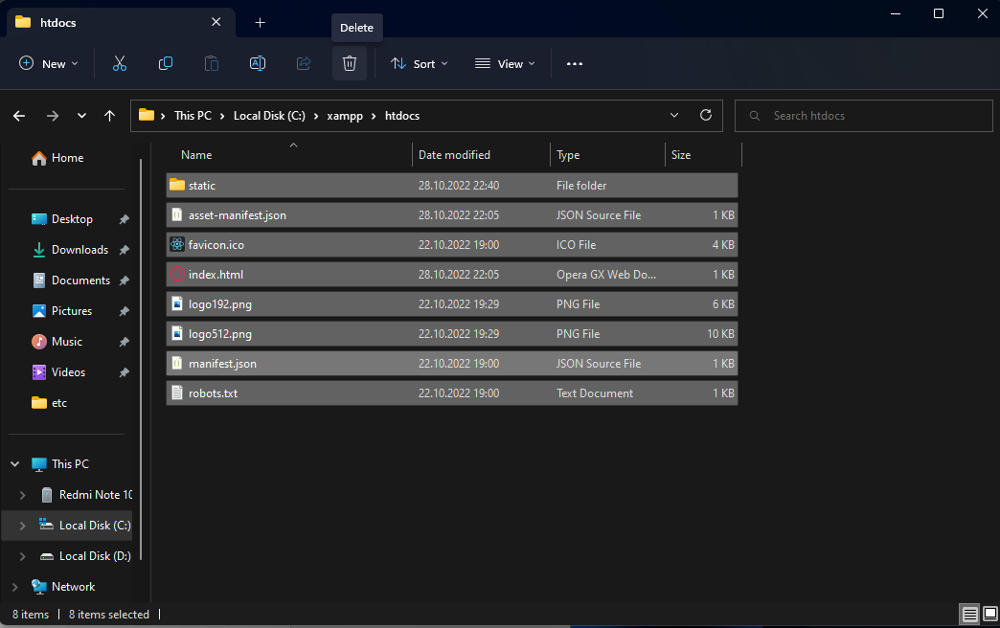 htdocs
Delete
New
Sort
View
This PC
Local Disk (C:)
xampp
htdocs
Search htdocs
Name Date modified Type Size
static 28.10.2022 22:40 File folder
asset-manifest.json 28.10.2022 22:05 JSON Source File 1 KB
favicon.ico 22.10.2022 19:00 ICO File 4 KB
index.html 28.10.2022 22:05 Opera GX Web Do... 1 KB
logo192.png 22.10.2022 19:29 PNG File 6 KB
logo512.png 22.10.2022 19:29 PNG File 10 KB
manifest.json 22.10.2022 19:00 JSON Source File 1 KB
robots.txt 22.10.2022 19:00 Text Document 1 KB
Home
Desktop
Downloads
Documents
Pictures
Music
Videos
etc
This PC
Redmi Note 10
Local Disk (C:)
Local Disk (D:)
Network
8 items 8 items selected